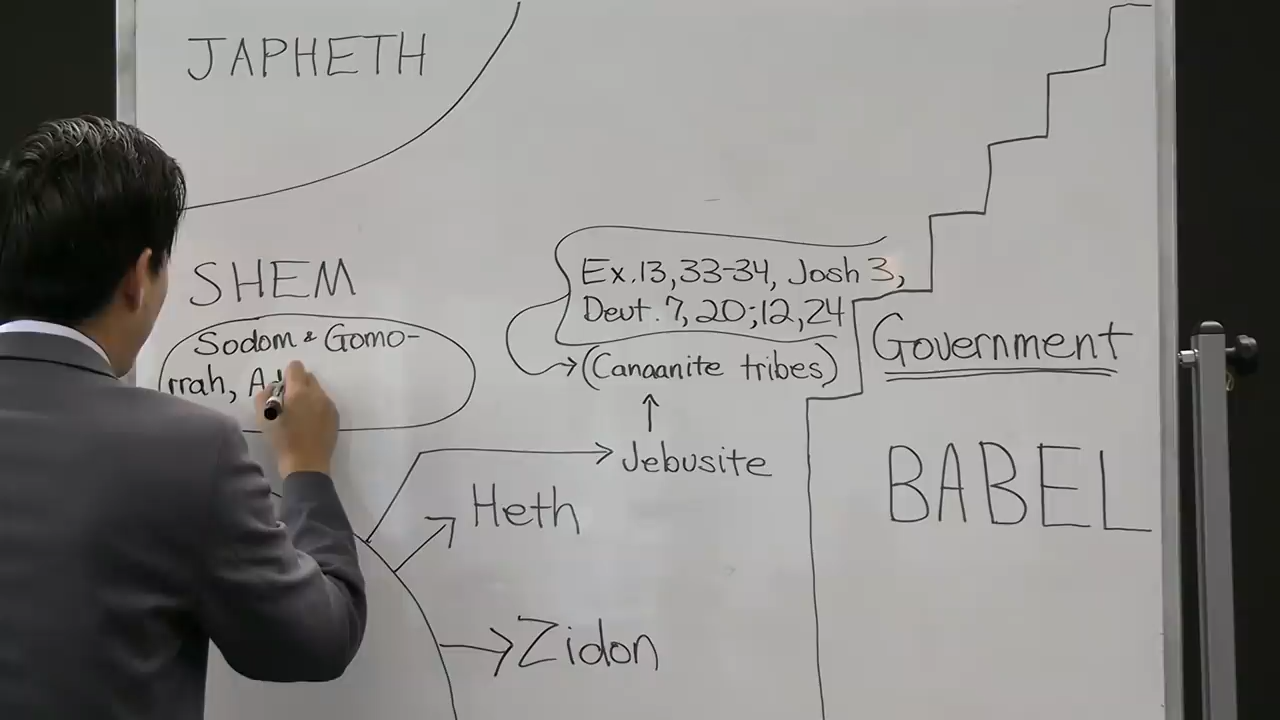 JAPHETH
SHEM
Sodom & Gomo-
rrah,
Ex.13,33-34, Josh 3,
Deut. 7,20;12,24
(Canaanite tribes)
Jebusite
Heth
Zidon
Government
BABEL